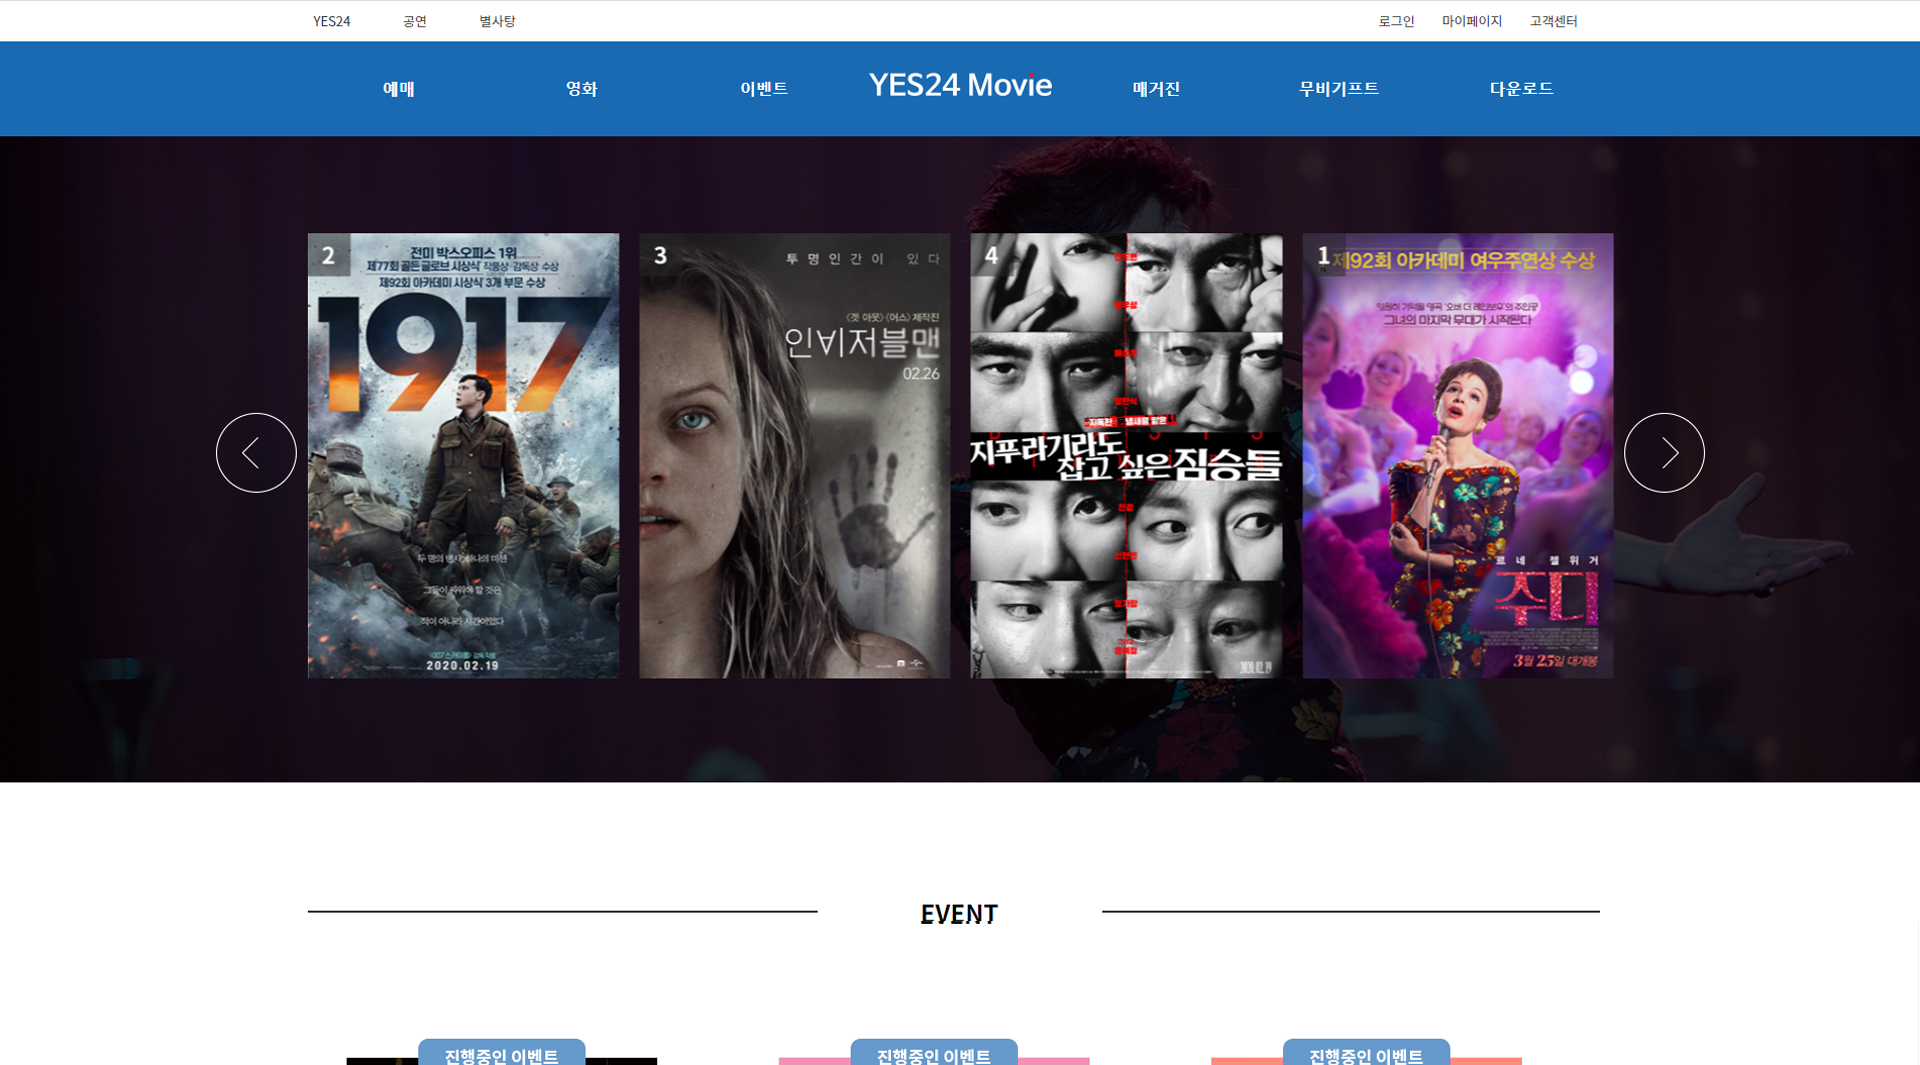 YES24 공연 별사탕 로그인 마이페이지 고객센터
예매 영화 이벤트 YES24 Movie 매거진 무비기프트 다운로드
2
전미 박스오피스 1위
제77회 골든 글로브 시상식 작품상·감독상 수상
제92회 아카데미 시상식 3개 부문 수상
1917
두 명의 병사, 하나의 미션
그들이 싸워야 할 것은
적이 아니라 시간이었다
2020.02.19
3
투명인간이 있다
<겟 아웃> <어스> 제작진
인비저블맨
02.26
4
지푸라기라도
잡고 싶은 짐승들
1
제92회 아카데미 여우주연상 수상
그녀의 마지막 무대가 시작된다
르네 젤위거
주디
3월 25일 대개봉
EVENT
진행중인 이벤트 진행중인 이벤트 진행중인 이벤트